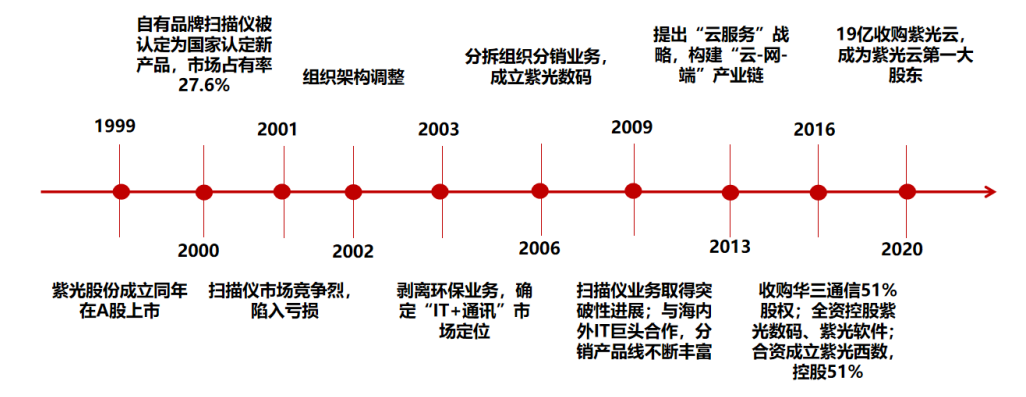 自有品牌扫描仪被
认定为国家认定新
产品，市场占有率
27.6%
组织架构调整
分拆组织分销业务，
成立紫光数码
提出“云服务”战
略，构建“云-网-
端”产业链
19亿收购紫光云，
成为紫光云第一大
股东
1999
2001
2003
2009
2016
2000
2002
2006
2013
2020
紫光股份成立同年
在A股上市
扫描仪市场竞争烈，
陷入亏损
剥离环保业务，确
定“IT+通讯”市
场定位
扫描仪业务取得突
破性进展；与海内
外IT巨头合作，分
销产品线不断丰富
收购华三通信51%
股权；全资控股紫
光数码、紫光软件；
合资成立紫光西数，
控股51%